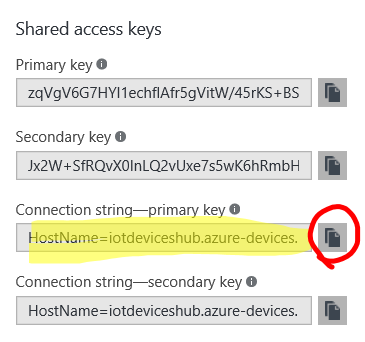 Shared access keys
Primary key
zqVgV6G7HYI1echflAfr5gVitW/45rKS+BS
Secondary key
Jx2W+SfRQvX0InLQ2vUxe7s5wK6hRmbH
Connection string—primary key
HostName=iotdeviceshub.azure-devices.
Connection string—secondary key
HostName=iotdeviceshub.azure-devices.